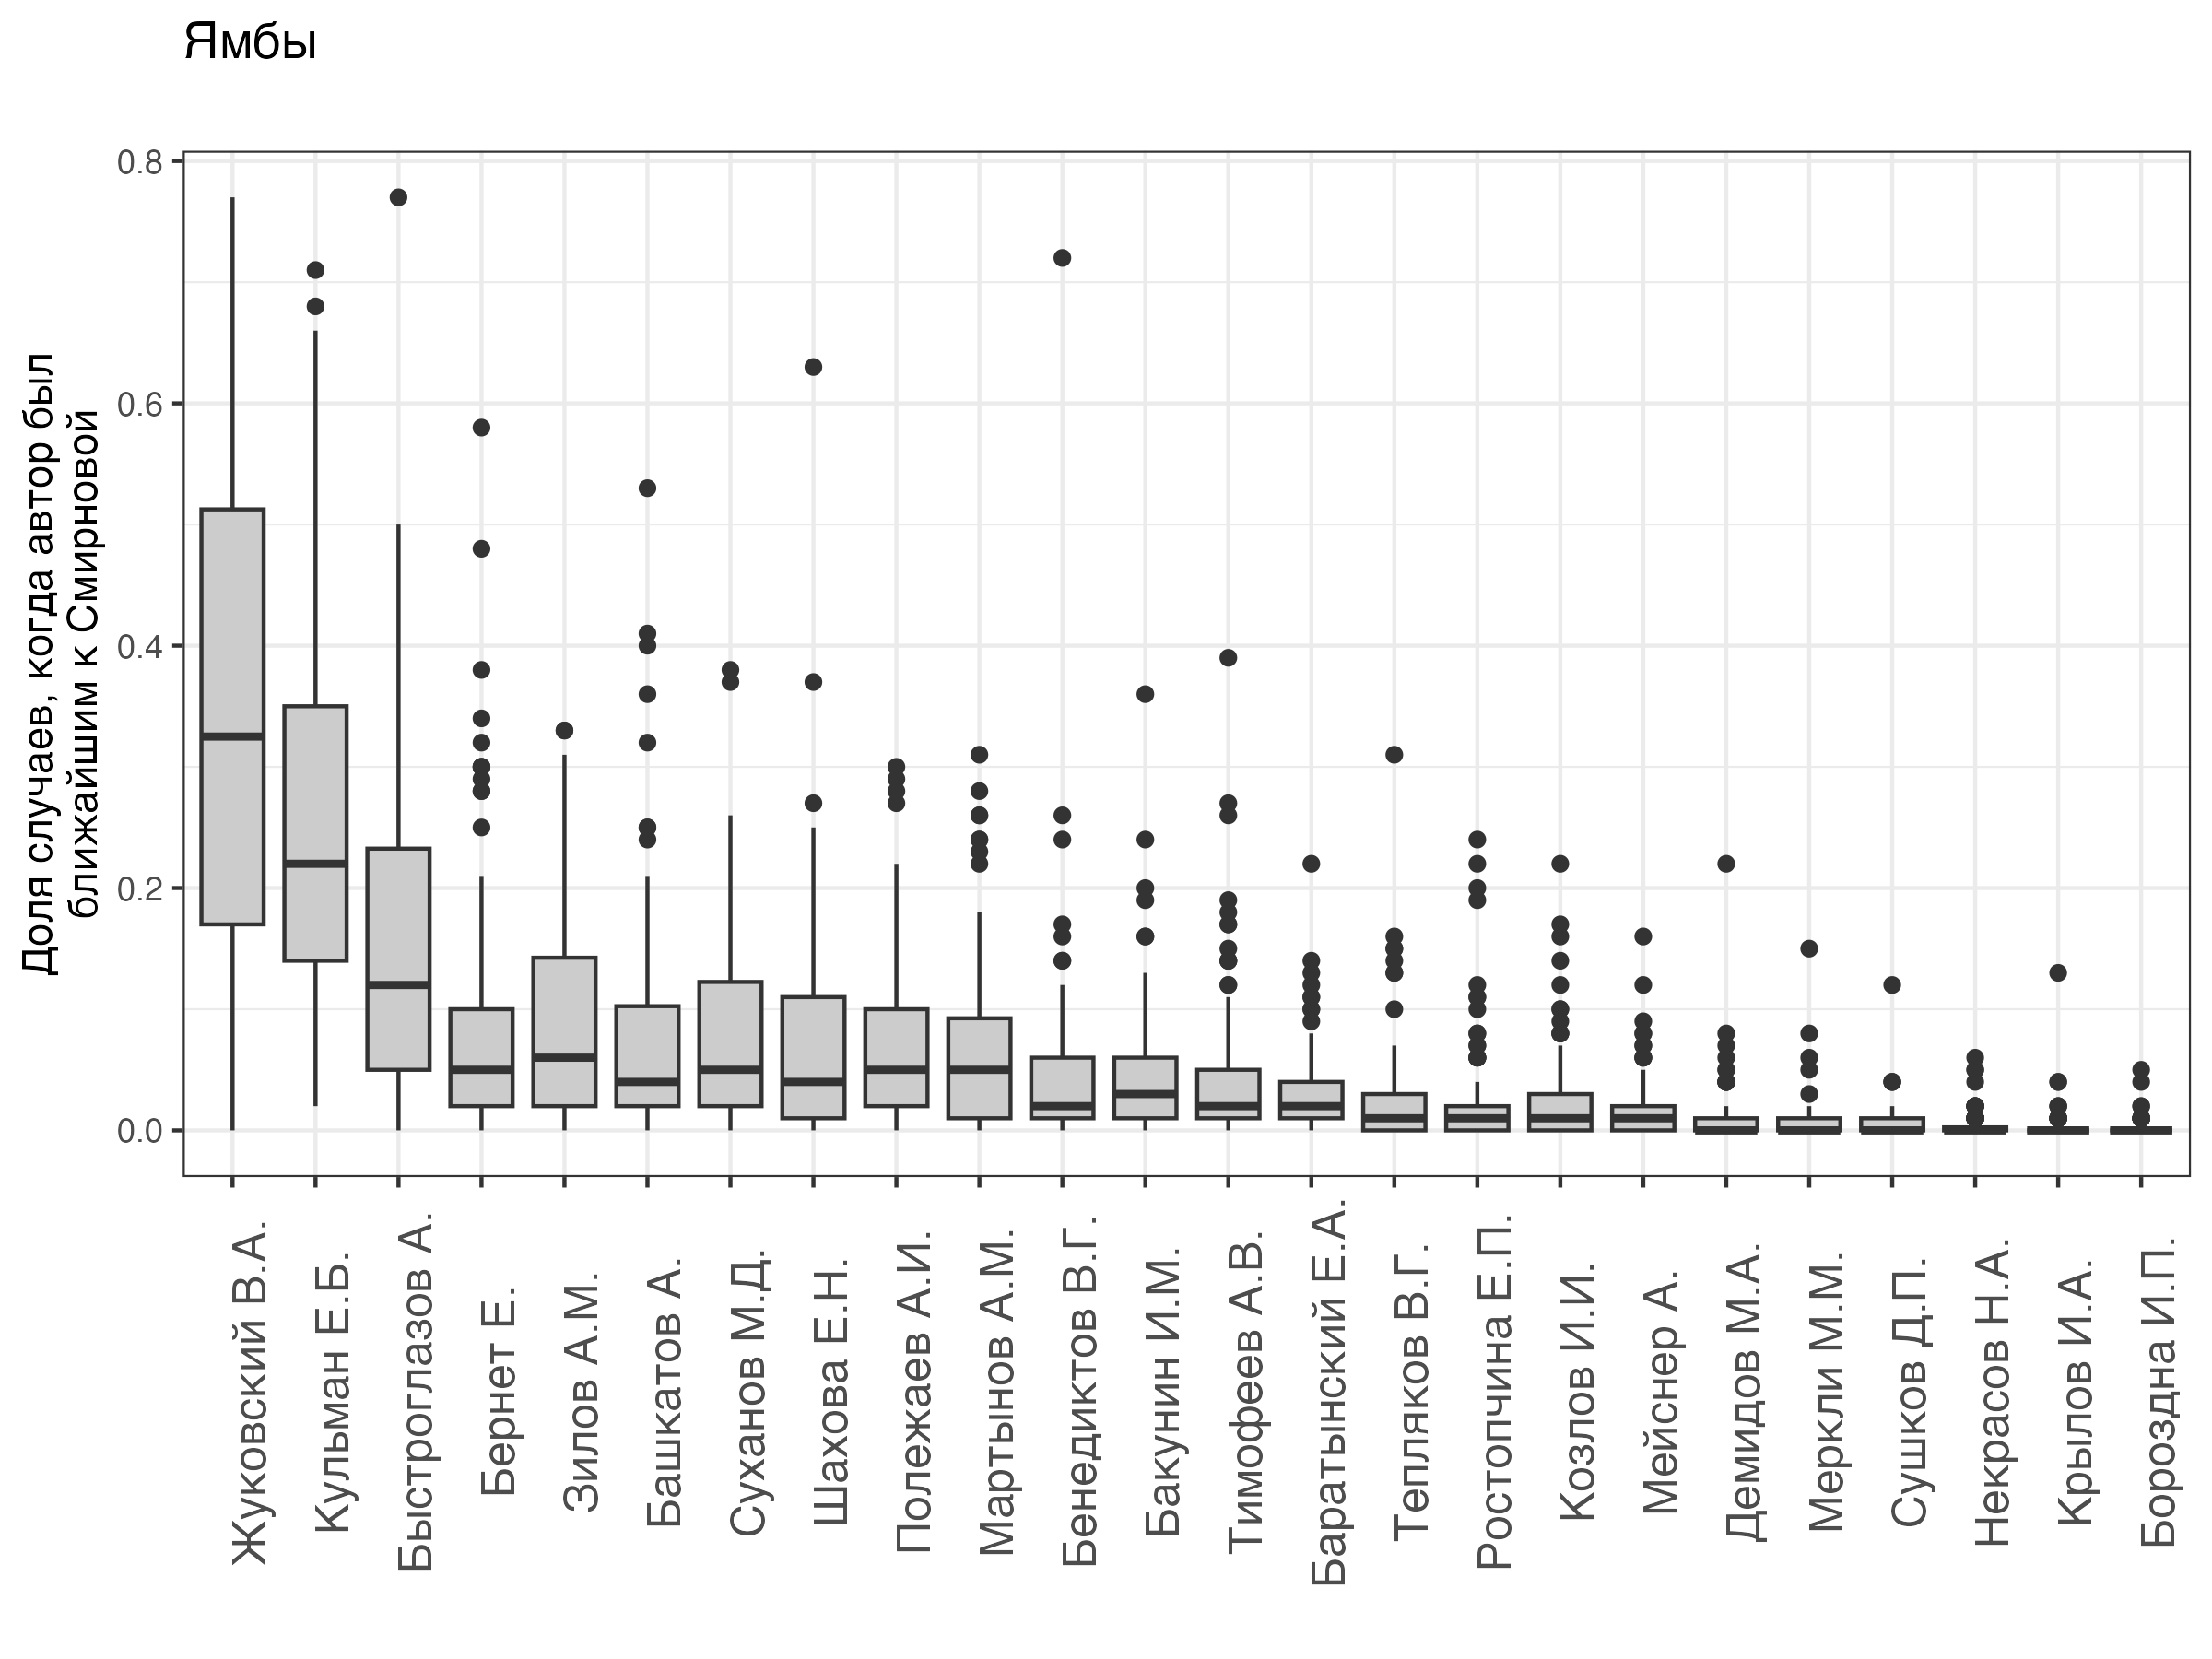 Ямбы
Доля случаев, когда автор был
ближайшим к Смирновой
0.8
0.6
0.4
0.2
0.0
Жуковский В.А.
Кульман Е.Б.
Быстроглазов А.
Бернет Е.
Зилов А.М.
Башкатов А.
Суханов М.Д.
Шахова Е.Н.
Полежаев А.И.
Мартынов А.М.
Бенедиктов В.Г.
Бакунин И.М.
Тимофеев А.В.
Баратынский Е.А.
Тепляков В.Г.
Ростопчина Е.П.
Козлов И.И.
Мейснер А.
Демидов М.А.
Меркли М.М.
Сушков Д.П.
Некрасов Н.А.
Крылов И.А.
Бороздна И.П.